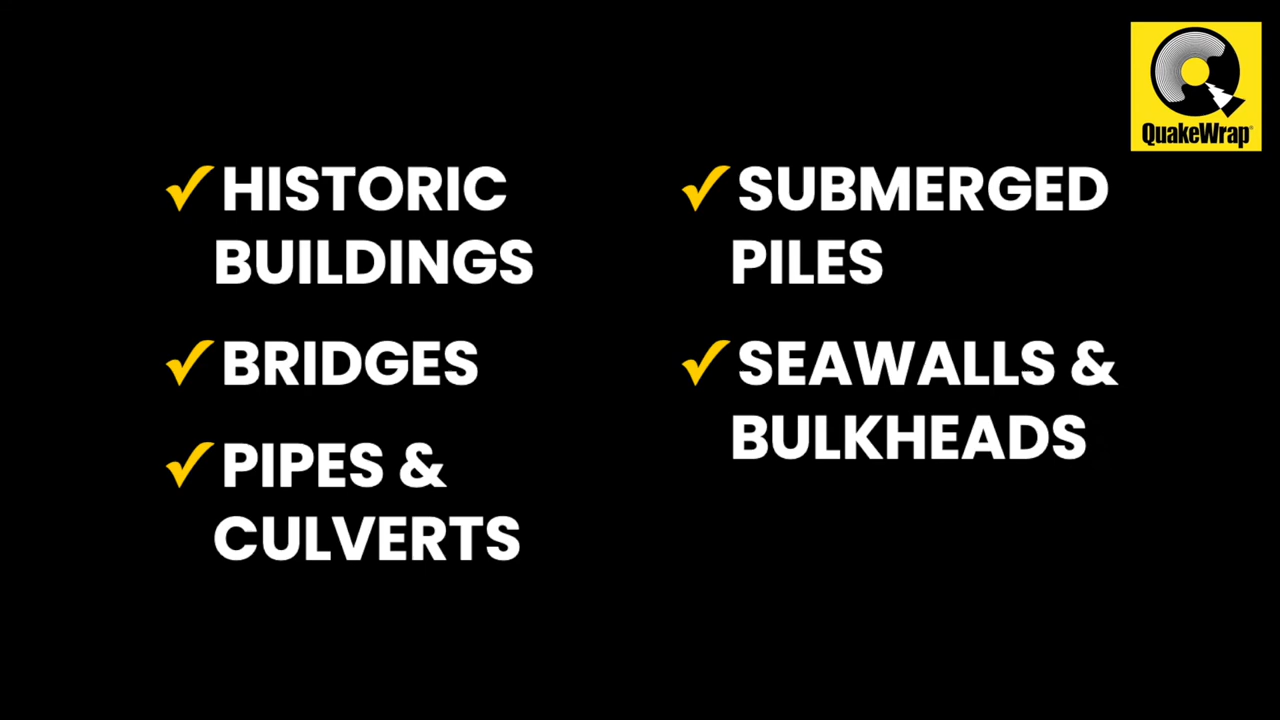 QuakeWrap®
✓HISTORIC
BUILDINGS
✓BRIDGES
✓PIPES &
CULVERTS
✓SUBMERGED
PILES
✓SEAWALLS &
BULKHEADS